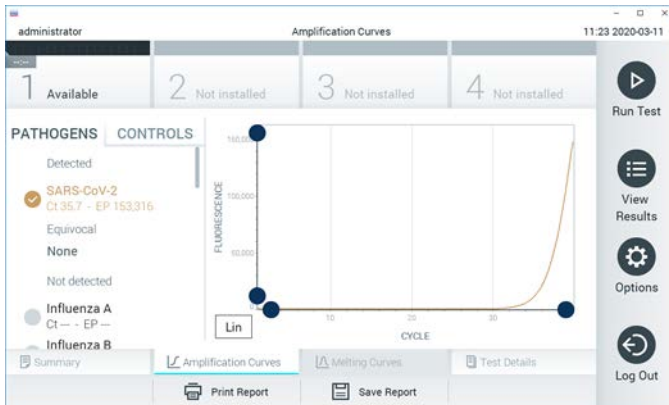 administrator
Amplification Curves
11:23 2020-03-11
1 Available
2 Not installed
3 Not installed
4 Not installed
Run Test
View
Results
Options
Log Out
PATHOGENS CONTROLS
Detected
SARS-CoV-2
Ct 35.7 - EP 153,316
Equivocal
None
Not detected
Influenza A
Ct — - EP —
Influenza B
FLUORESCENCE
100,000
50,000
10
20
30
CYCLE
Lin
Summary
Amplification Curves
Melting Curves
Test Details
Print Report
Save Report